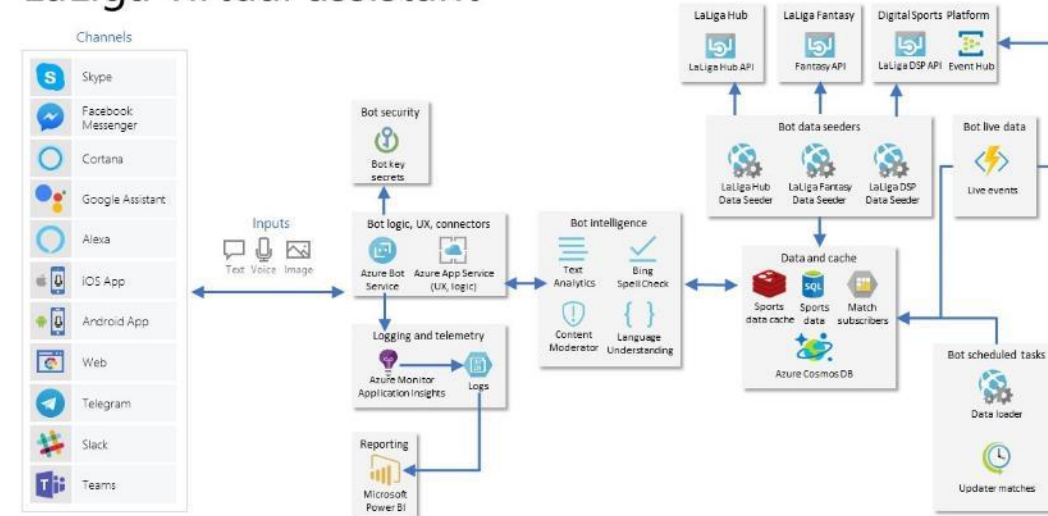 LaLiga virtual assistant
Channels
Skype
Facebook
Messenger
Cortana
Google Assistant
Alexa
iOS App
Android App
Web
Telegram
Slack
Teams
Inputs
Text Voice Image
Bot security
Bot key
secrets
Bot logic, UX, connectors
Azure Bot
Service
Azure App Service
(UX, logic)
Logging and telemetry
Azure Monitor
Application Insights
Logs
Reporting
Microsoft
Power BI
Bot intelligence
Text
Analytics
Bing
Spell Check
Content
Moderator
Language
Understanding
LaLiga Hub
LaLiga Hub API
LaLiga Fantasy
Fantasy API
Digital Sports Platform
LaLiga DSP API
Event Hub
Bot data seeders
LaLiga Hub
Data Seeder
LaLiga Fantasy
Data Seeder
LaLiga DSP
Data Seeder
Bot live data
Live events
Data and cache
Sports
data cache
SQL
Sports
data
Match
subscribers
Azure Cosmos DB
Bot scheduled tasks
Data loader
Updater matches